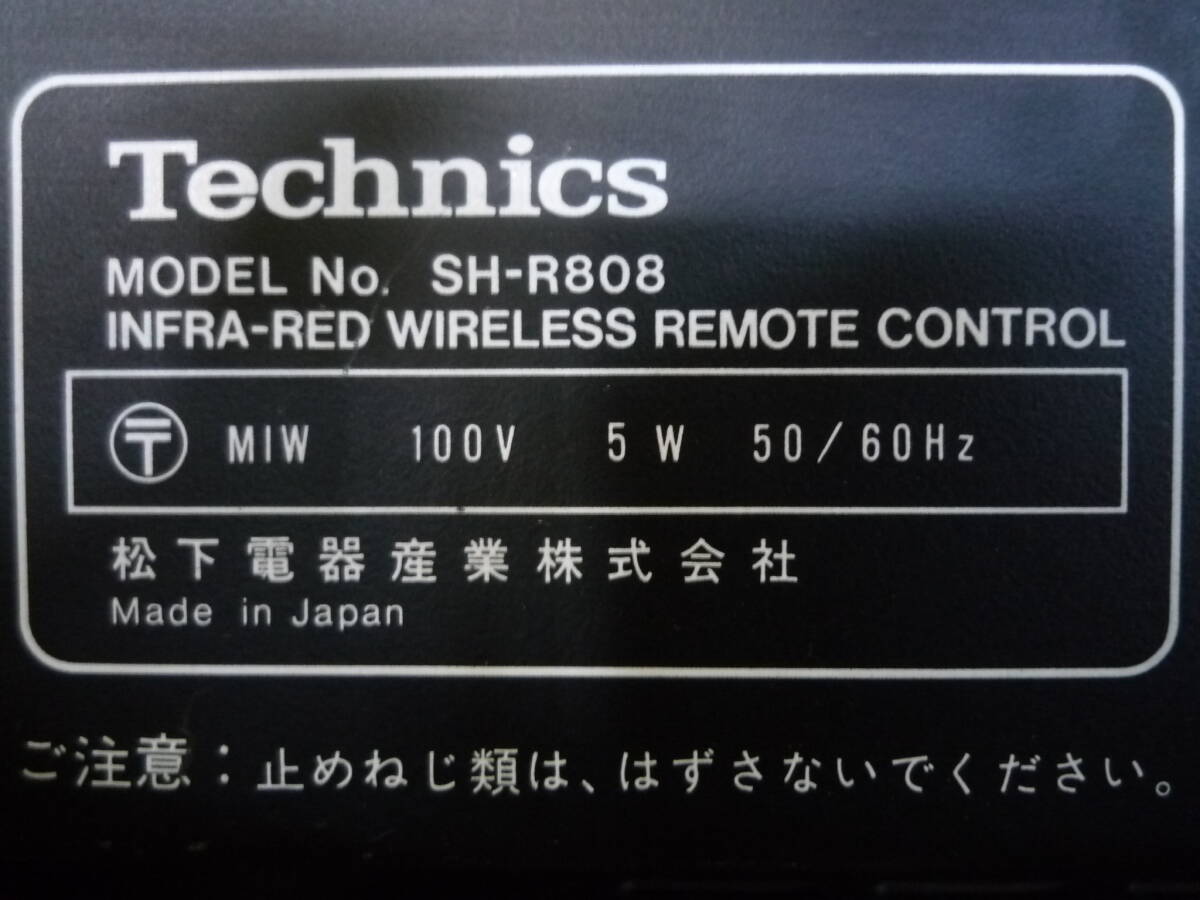 Technics
MODEL No. SH-R808
INFRA-RED WIRELESS REMOTE CONTROL
〒 MIW 100V 5W 50/60Hz
松下電器産業株式会社
Made in Japan
ご注意：止めねじ類は、はずさないでください。